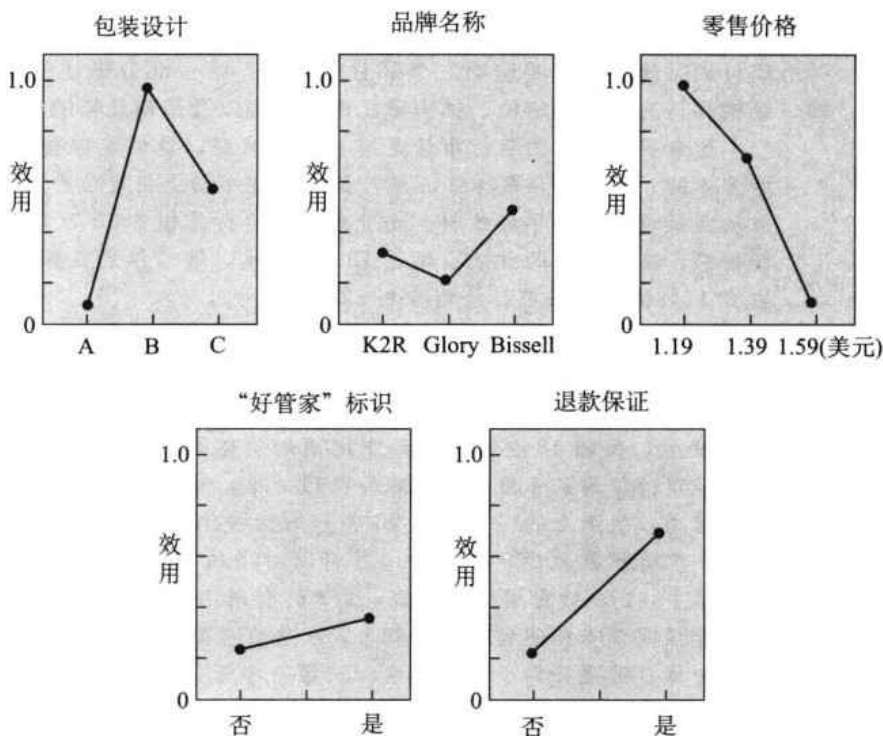 包装设计
品牌名称
零售价格
1.0
效用
0
A B C
1.0
效用
0
K2R Glory Bissell
1.0
效用
0
1.19 1.39 1.59(美元)
“好管家”标识
退款保证
1.0
效用
0
否 是
1.0
效用
0
否 是